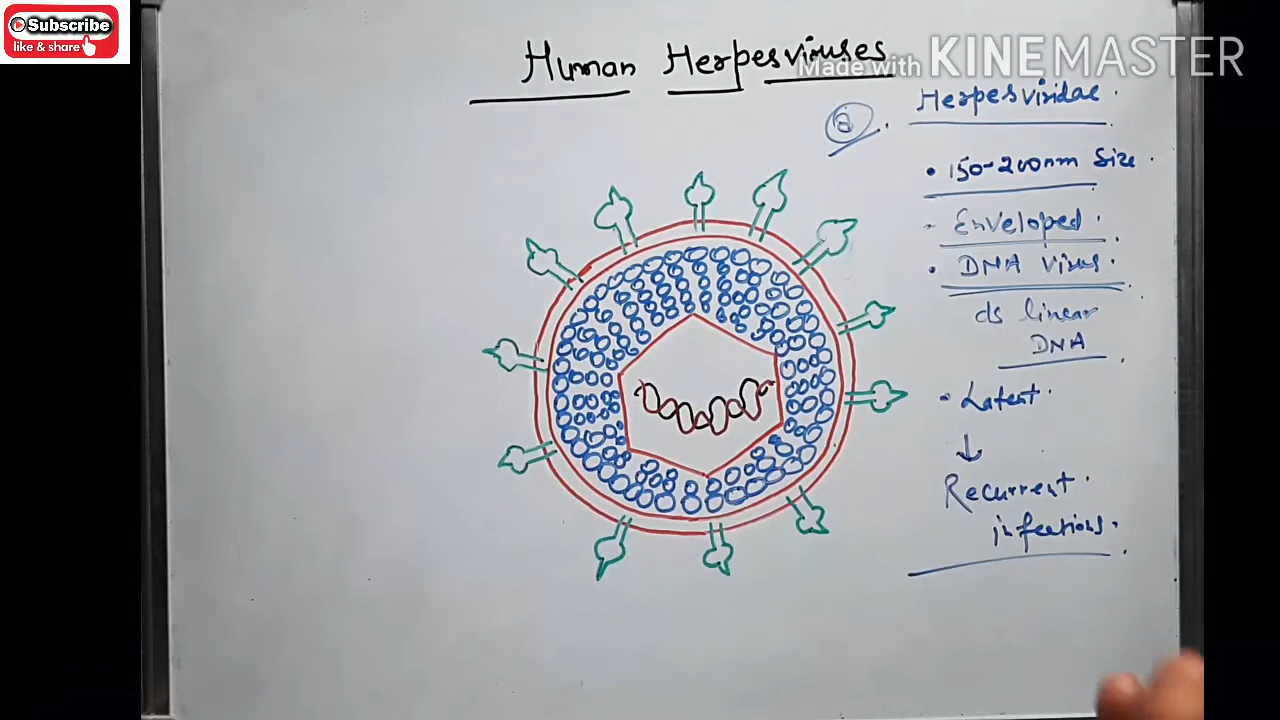 Subscribe
like & share
Human Herpesviruses
Made with KINEMASTER
Herpesviridae.
8.
• 150-200nm Size.
- Enveloped.
• DNA virus.
ds linear
DNA
- Latent.
↓
Recurrent.
infections.